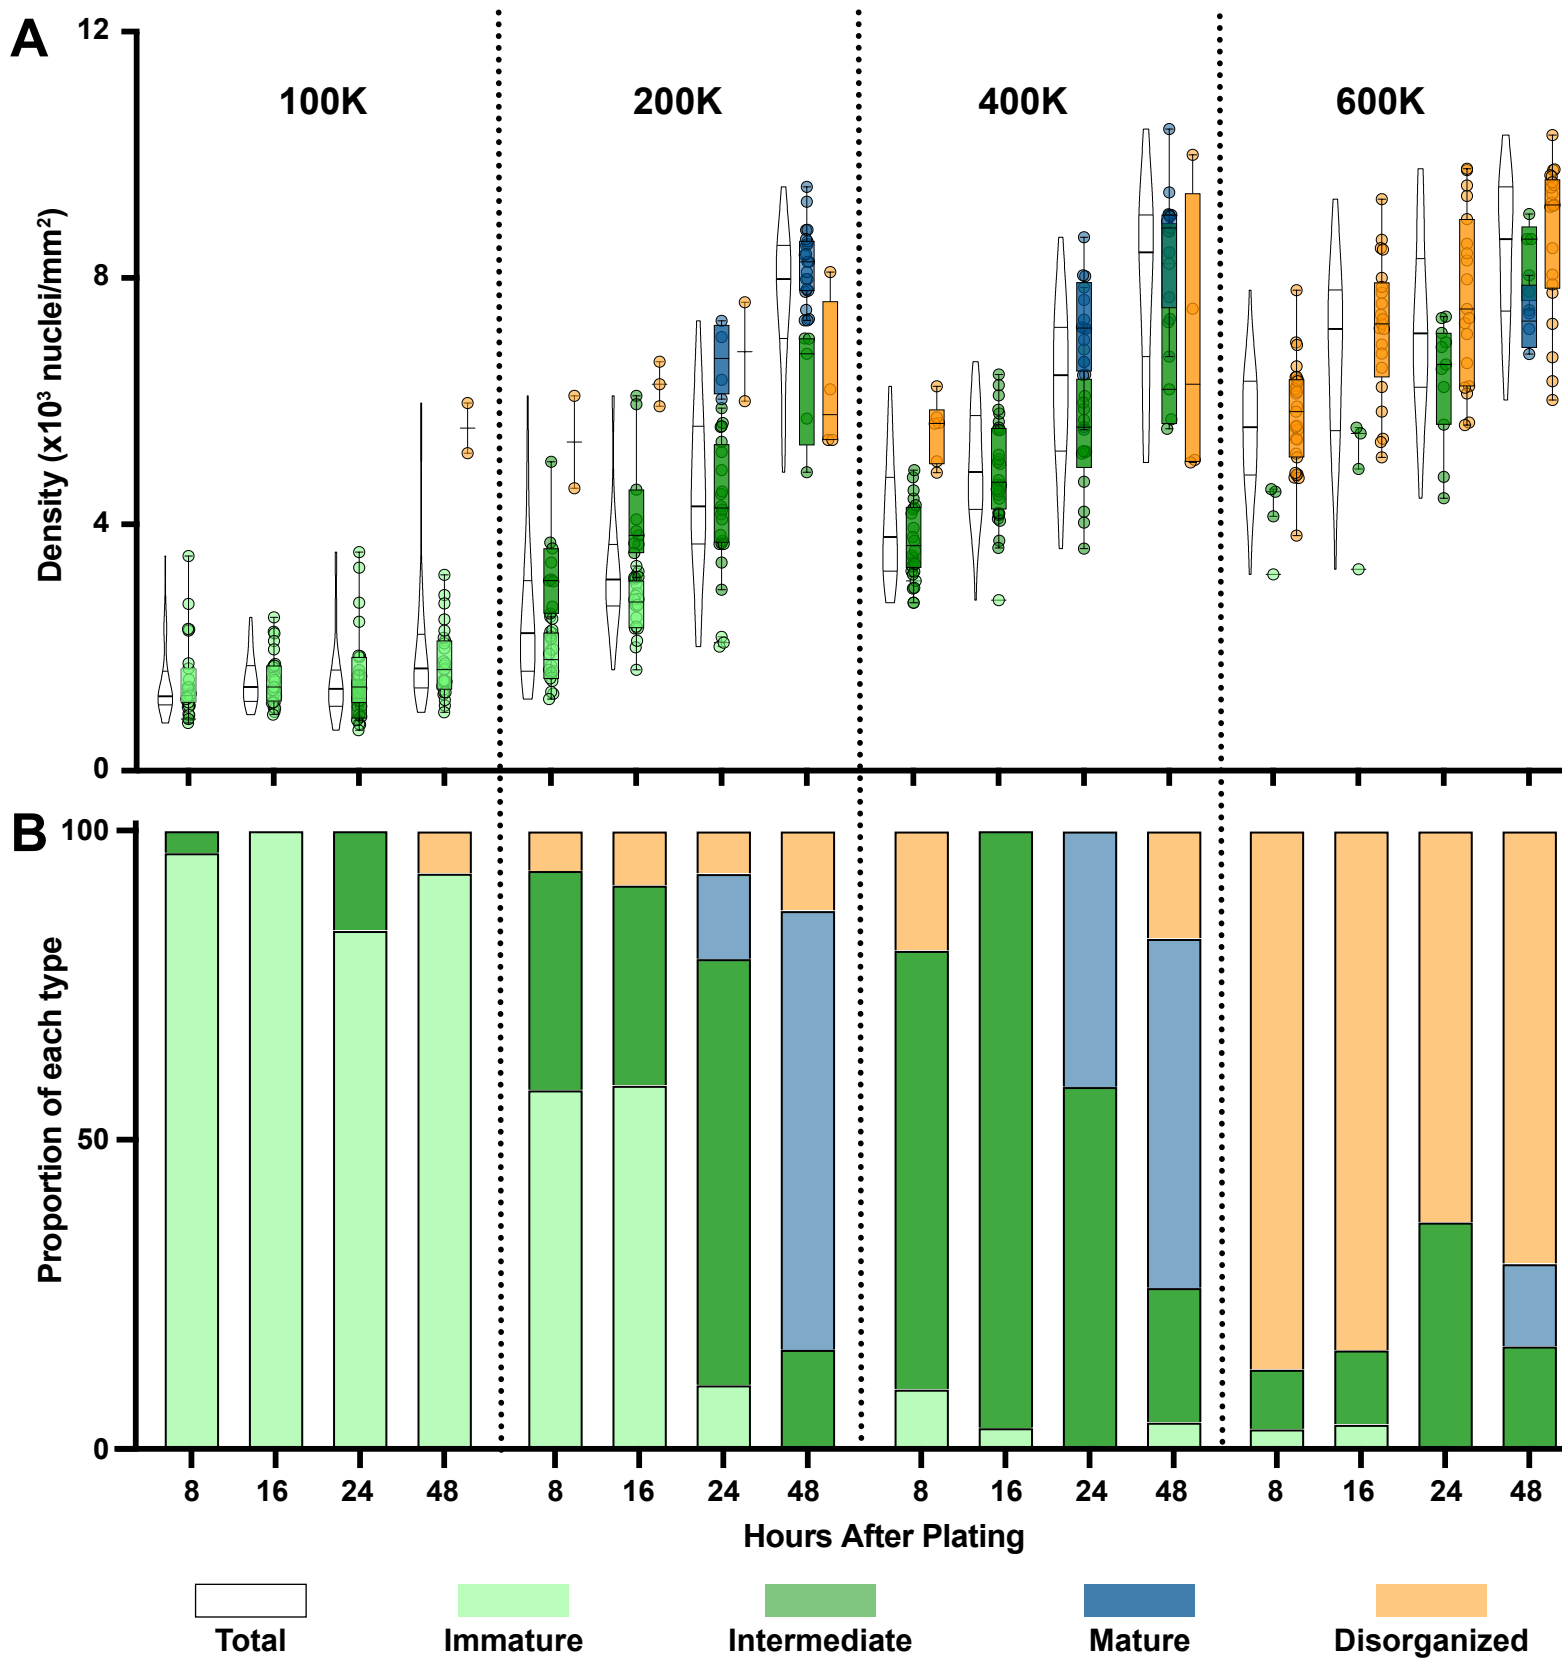 A
12
100K
200K
400K
600K
8
4
0
Density (x10³ nuclei/mm²)
B
100
50
0
Proportion of each type
8 16 24 48 8 16 24 48 8 16 24 48 8 16 24 48
Hours After Plating
Total Immature Intermediate Mature Disorganized